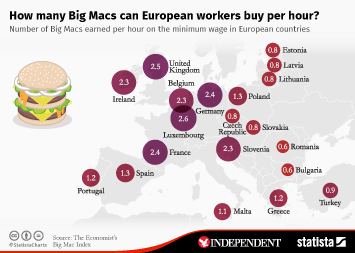 How many Big Macs can European workers buy per hour?
Number of Big Macs earned per hour on the minimum wage in European countries
0.8 Estonia
0.8 Latvia
0.8 Lithuania
2.5 United
Kingdom
2.3
Ireland
Belgium
2.3
2.4
Germany
1.3 Poland
2.6
Luxembourg
0.8
Czech
Republic
0.8 Slovakia
2.4 France
2.3 Slovenia
0.6 Romania
0.6 Bulgaria
1.2
Portugal
1.3 Spain
1.1 Malta
1.2
Greece
0.9
Turkey
@StatistaCharts
Source: The Economist's
Big Mac Index
INDEPENDENT
statista